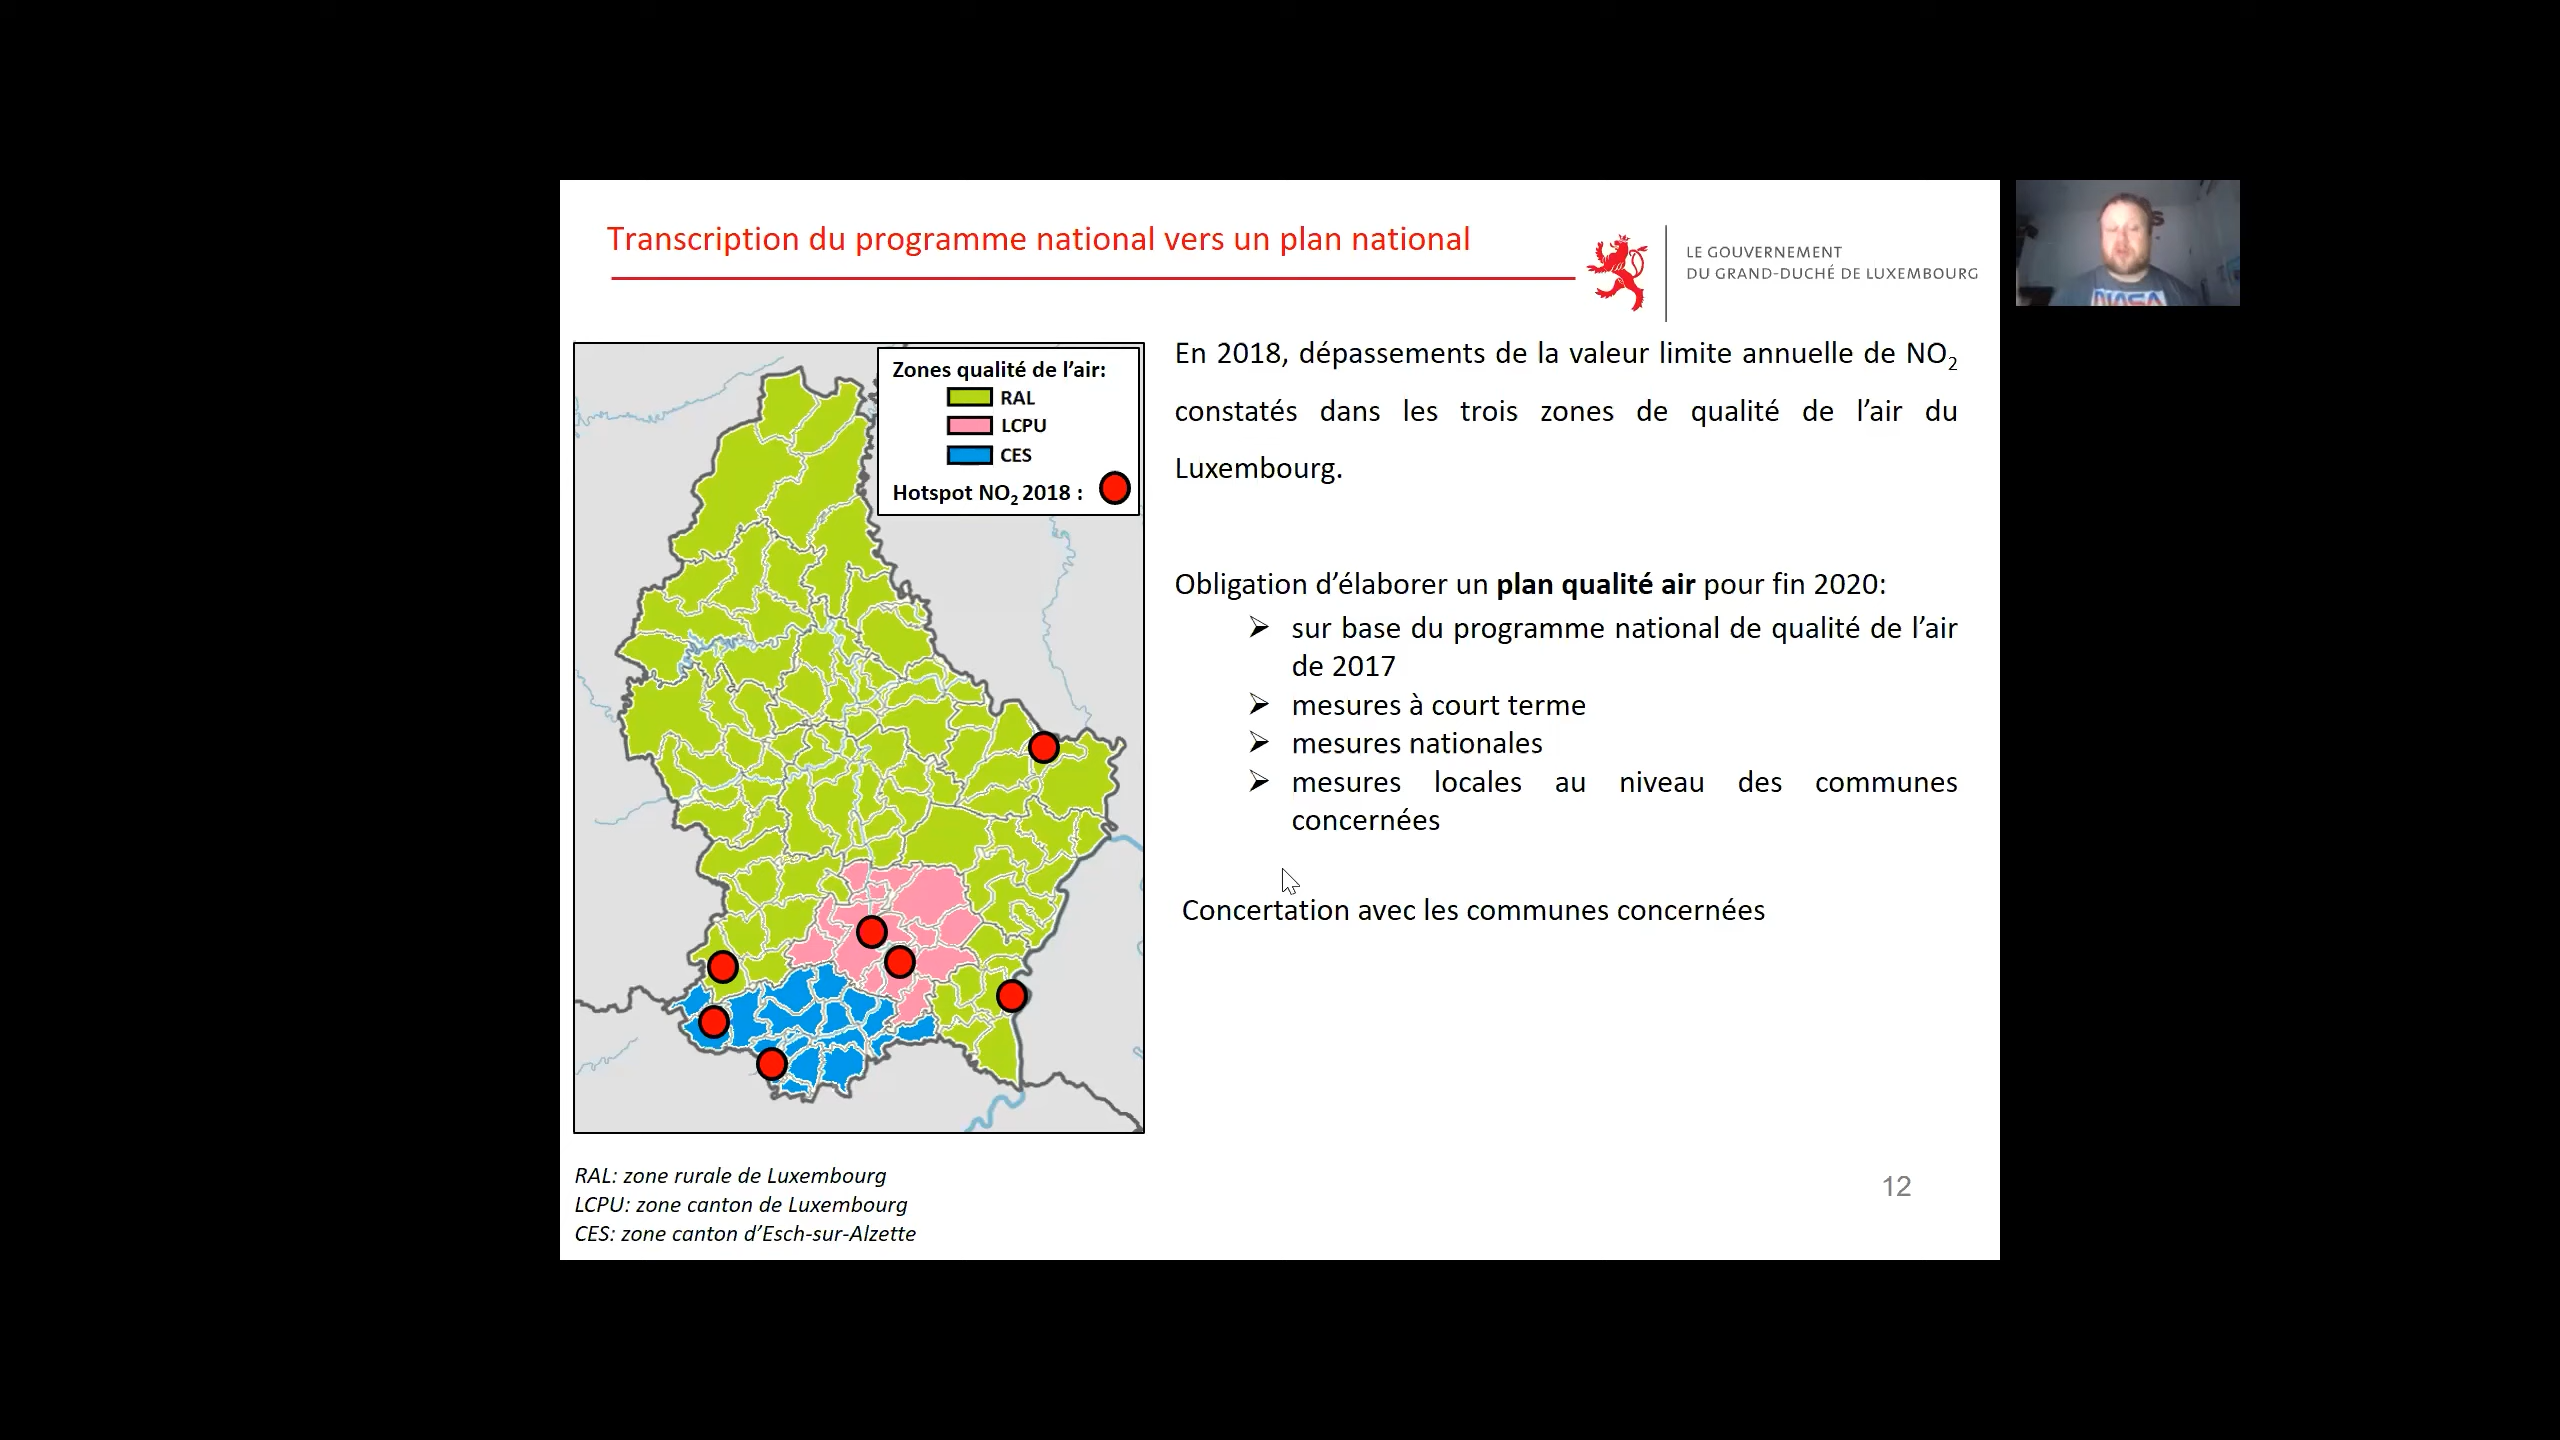 Transcription du programme national vers un plan national
LE GOUVERNEMENT
DU GRAND-DUCHÉ DE LUXEMBOURG
Zones qualité de l'air:
RAL
LCPU
CES
Hotspot NO₂ 2018 :
En 2018, dépassements de la valeur limite annuelle de NO₂
constatés dans les trois zones de qualité de l'air du
Luxembourg.
Obligation d'élaborer un plan qualité air pour fin 2020:
➢ sur base du programme national de qualité de l'air
de 2017
➢ mesures à court terme
➢ mesures nationales
➢ mesures locales au niveau des communes
concernées
Concertation avec les communes concernées
RAL: zone rurale de Luxembourg
LCPU: zone canton de Luxembourg
CES: zone canton d'Esch-sur-Alzette
12
NASA